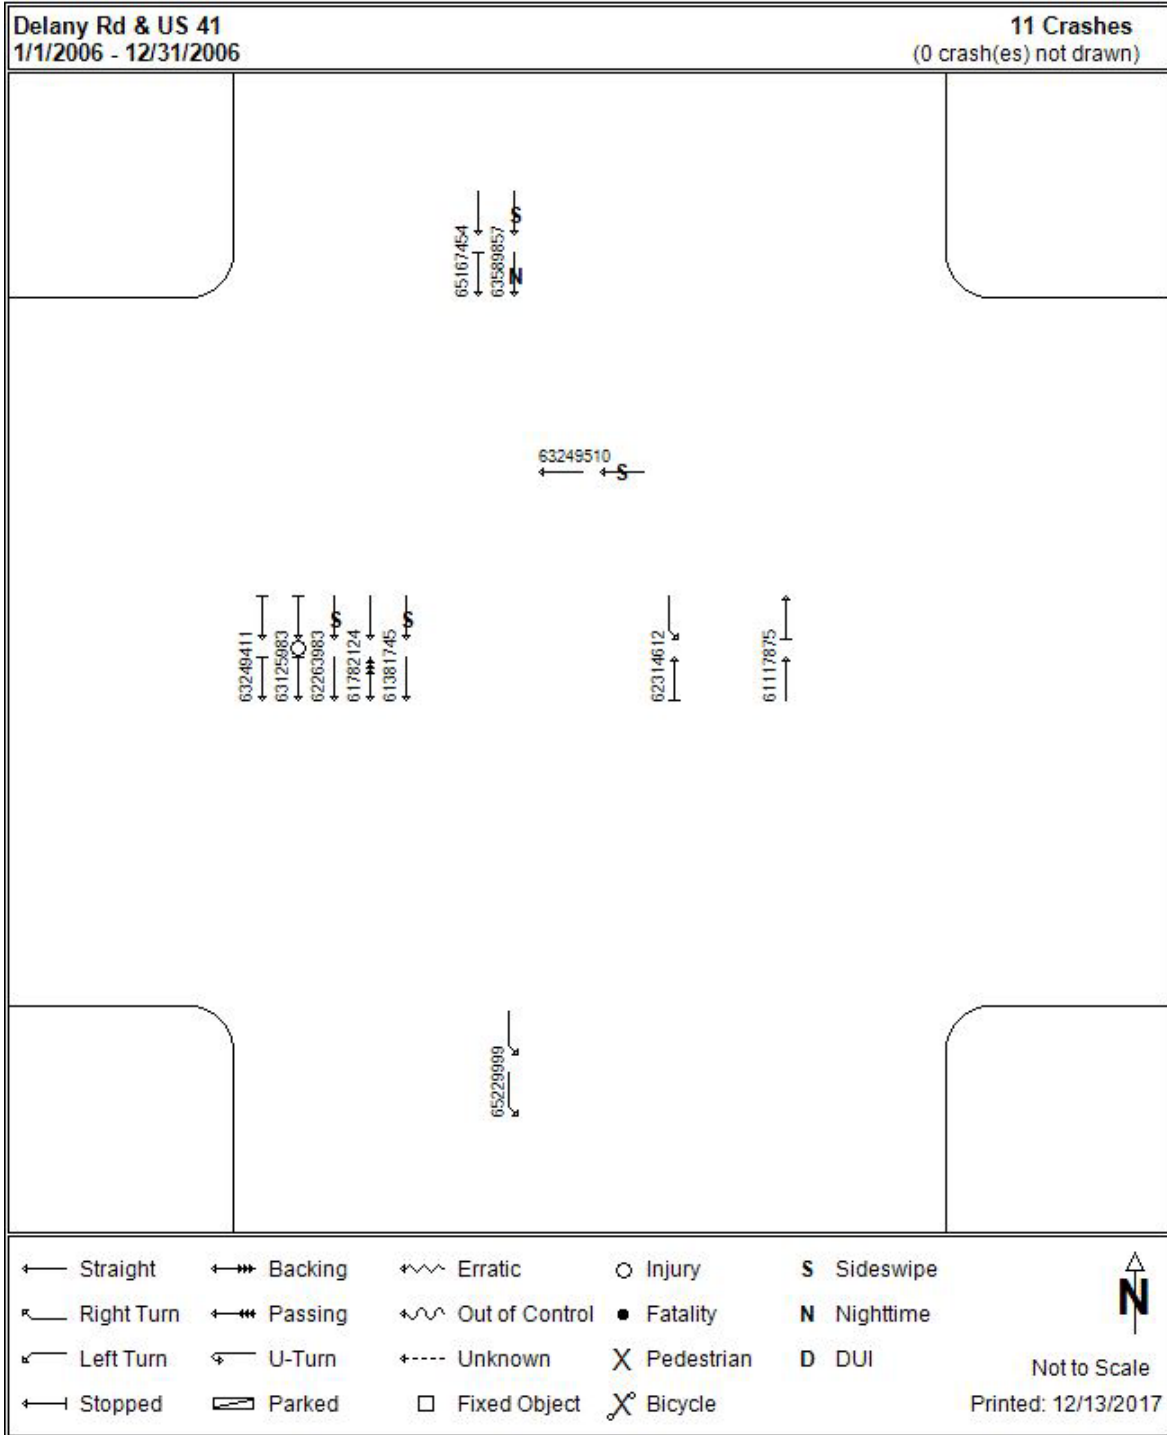 Delany Rd & US 41
11 Crashes
1/1/2006 - 12/31/2006
(0 crash(es) not drawn)
65167454
63589857
S
N
63249510
S
63249411
63125983
62263983
S
61782124
61381745
S
62314612
61117875
65229999
Straight
Backing
Erratic
Injury
S Sideswipe
Right Turn
Passing
Out of Control
Fatality
N Nighttime
Left Turn
U-Turn
Unknown
Pedestrian
D DUI
Stopped
Parked
Fixed Object
Bicycle
N
Not to Scale
Printed: 12/13/2017